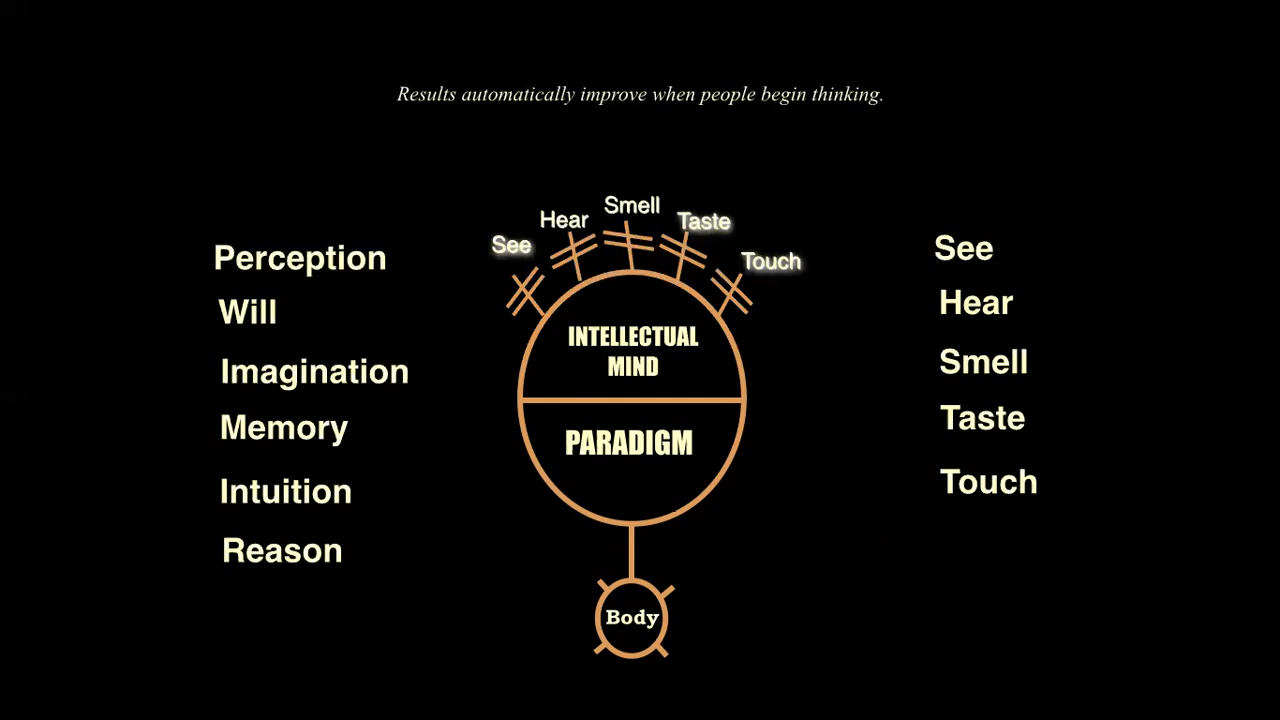 Results automatically improve when people begin thinking.
Perception
Will
Imagination
Memory
Intuition
Reason
See
Hear
Smell
Taste
Touch
INTELLECTUAL
MIND
PARADIGM
Body
See
Hear
Smell
Taste
Touch